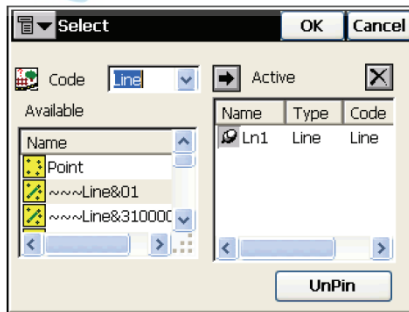 Select OK Cancel
Code Line Active
Available
Name
Point
~~~Line&01
~~~Line&310000
Name Type Code
Ln1 Line Line
UnPin